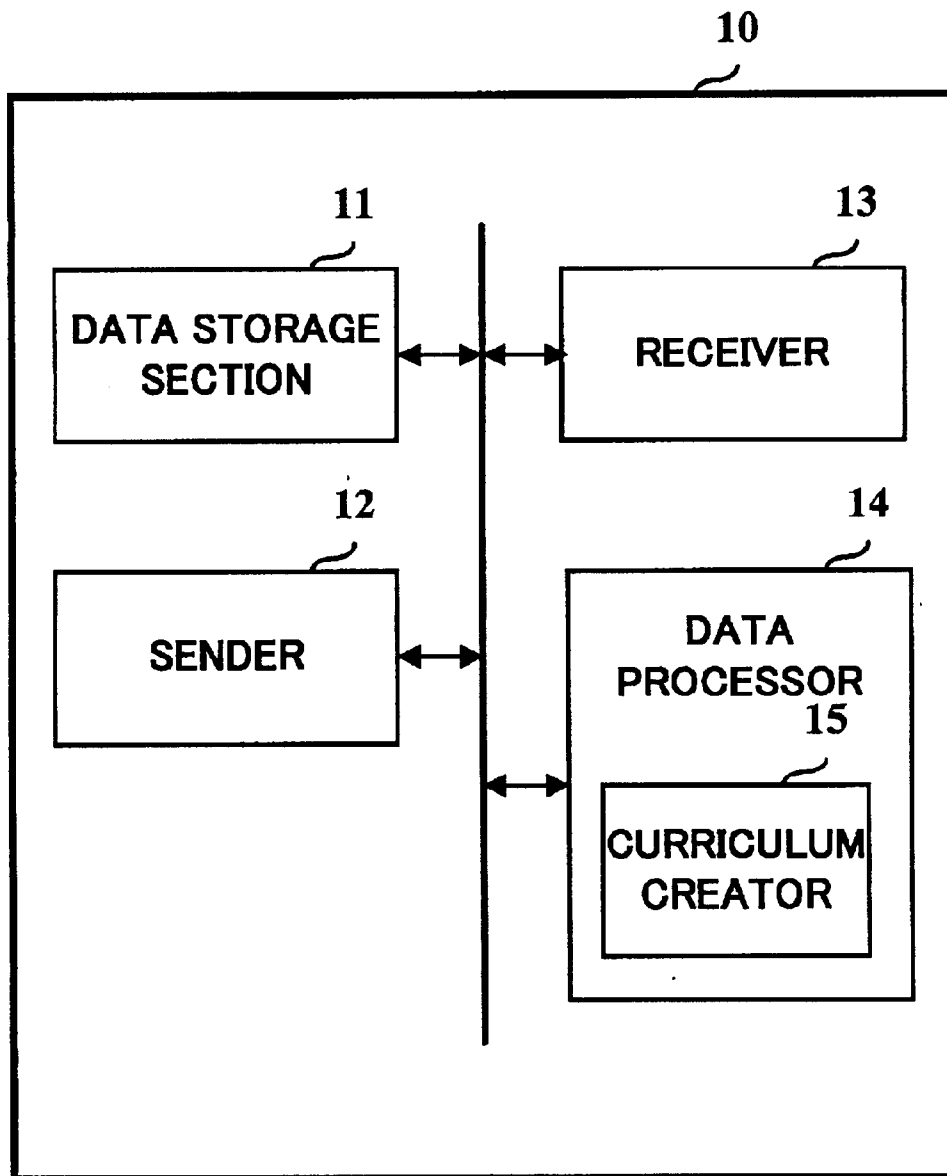 10
11
DATA STORAGE
SECTION
13
RECEIVER
12
SENDER
14
DATA
PROCESSOR
15
CURRICULUM
CREATOR